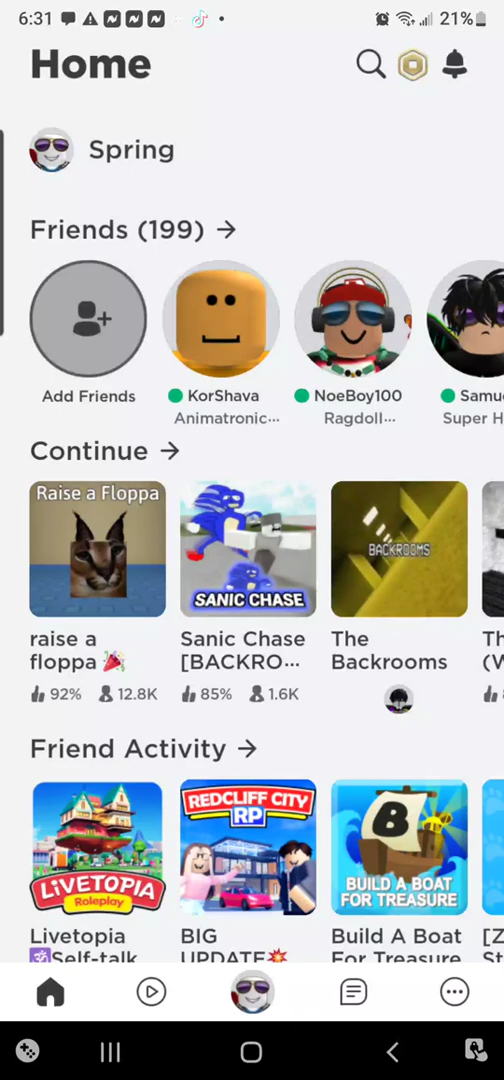 6:31
21%
Home
Spring
Friends (199) →
Add Friends
KorShava
Animatronic...
NoeBoy100
Ragdoll...
Samu
Super H
Continue →
Raise a Floppa
SANIC CHASE
BACKROOMS
raise a
floppa 🎉
Sanic Chase
[BACKRO...
The
Backrooms
Th
(W
92% 12.8K
85% 1.6K
Friend Activity →
LIVETOPIA
Roleplay
REDCLIFF CITY
RP
B
BUILD A BOAT
FOR TREASURE
Livetopia
🕉Self-talk
BIG
UPDATE💥
Build A Boat
For Treasure
[Z
St